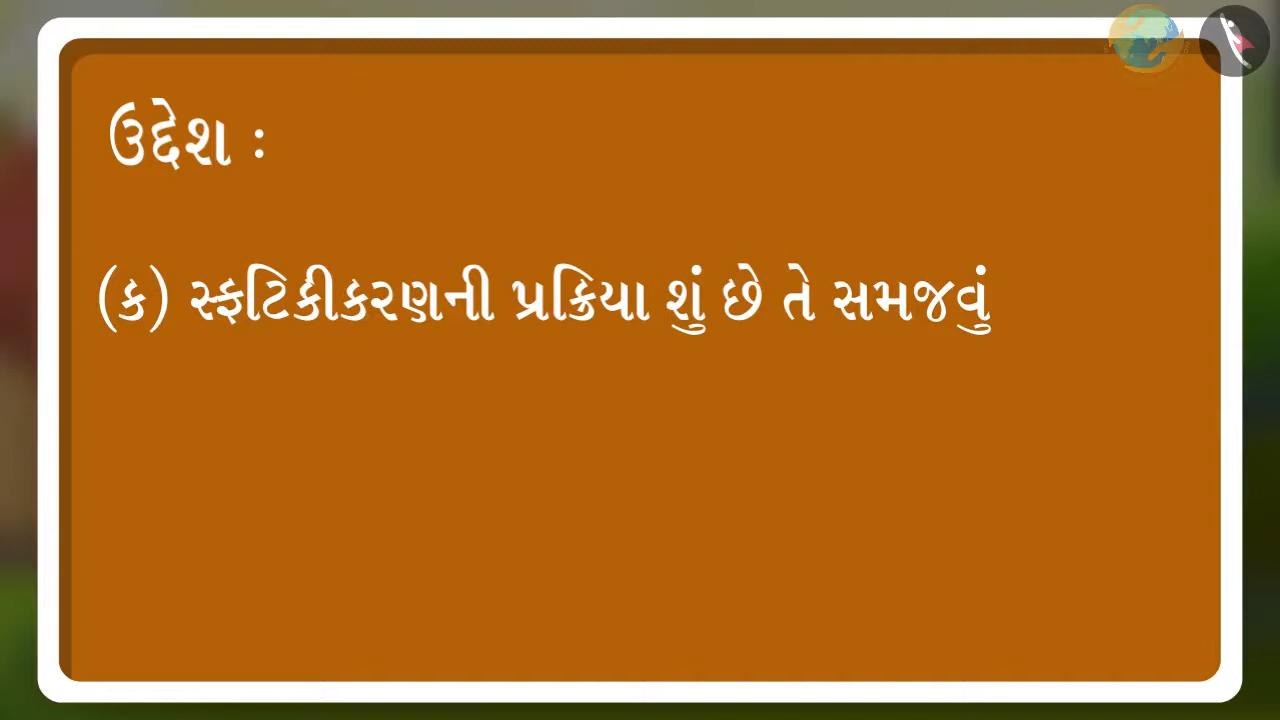 ઉદ્દેશ :
(ક) સ્ફટિકીકરણની પ્રક્રિયા શું છે તે સમજવું